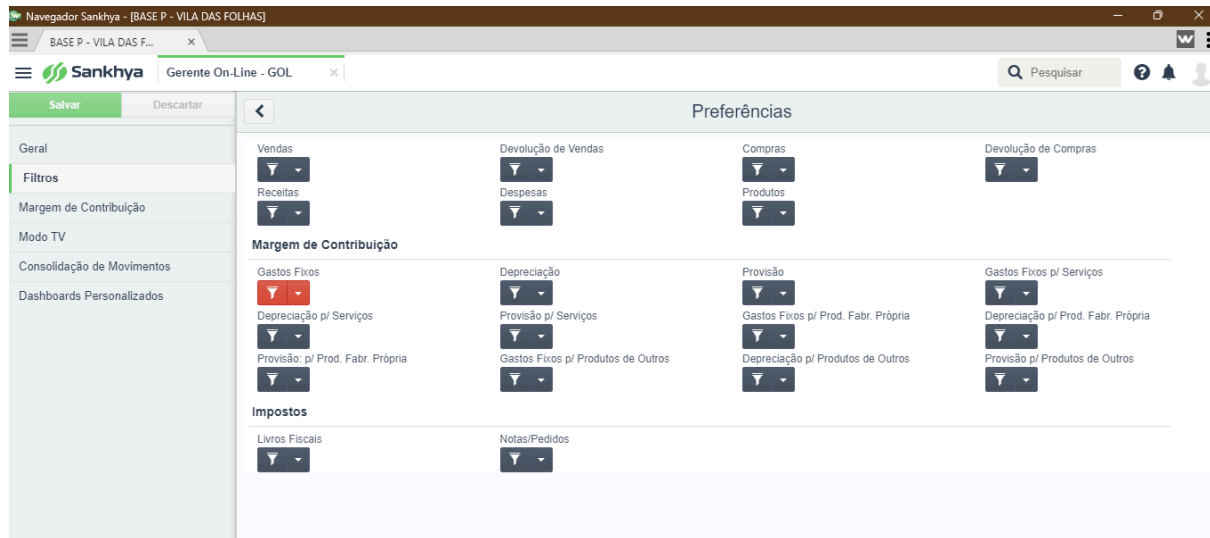 Navegador Sankhya - [BASE P - VILA DAS FOLHAS]
BASE P - VILA DAS F...
Sankhya
Gerente On-Line - GOL
Pesquisar
Salvar
Descartar
Preferências
Geral
Filtros
Margem de Contribuição
Modo TV
Consolidação de Movimentos
Dashboards Personalizados
Vendas
Devolução de Vendas
Compras
Devolução de Compras
Receitas
Despesas
Produtos
Margem de Contribuição
Gastos Fixos
Depreciação
Provisão
Gastos Fixos p/ Serviços
Depreciação p/ Serviços
Provisão p/ Serviços
Gastos Fixos p/ Prod. Fabr. Própria
Depreciação p/ Prod. Fabr. Própria
Provisão: p/ Prod. Fabr. Própria
Gastos Fixos p/ Produtos de Outros
Depreciação p/ Produtos de Outros
Provisão p/ Produtos de Outros
Impostos
Livros Fiscais
Notas/Pedidos